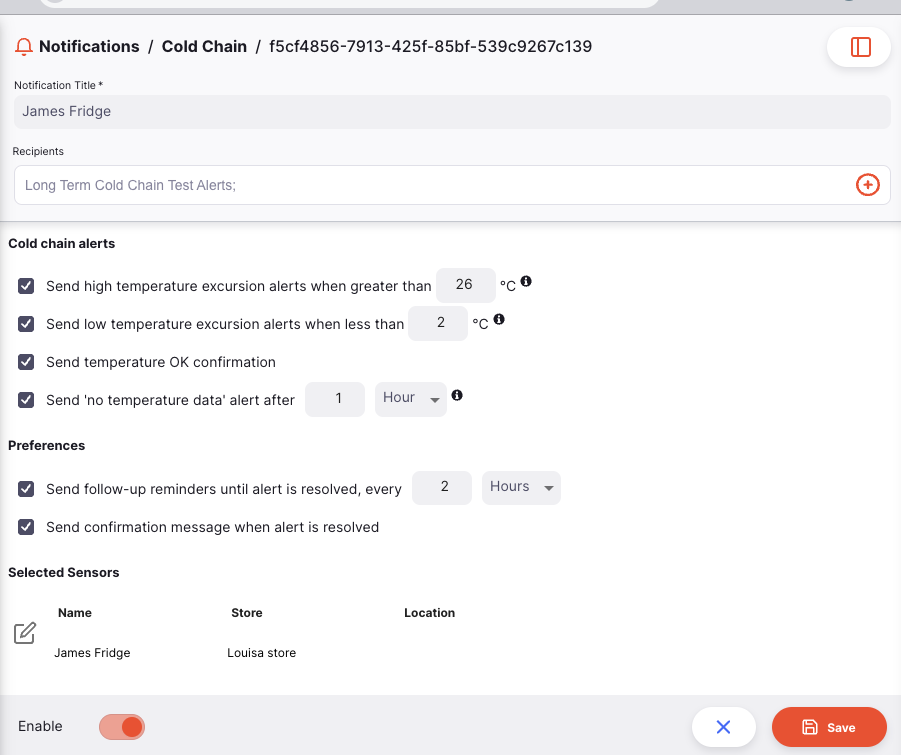 Notifications / Cold Chain / f5cf4856-7913-425f-85bf-539c9267c139
Notification Title *
James Fridge
Recipients
Long Term Cold Chain Test Alerts;
Cold chain alerts
Send high temperature excursion alerts when greater than 26 °C
Send low temperature excursion alerts when less than 2 °C
Send temperature OK confirmation
Send 'no temperature data' alert after 1 Hour
Preferences
Send follow-up reminders until alert is resolved, every 2 Hours
Send confirmation message when alert is resolved
Selected Sensors
Name Store Location
James Fridge Louisa store
Enable Save